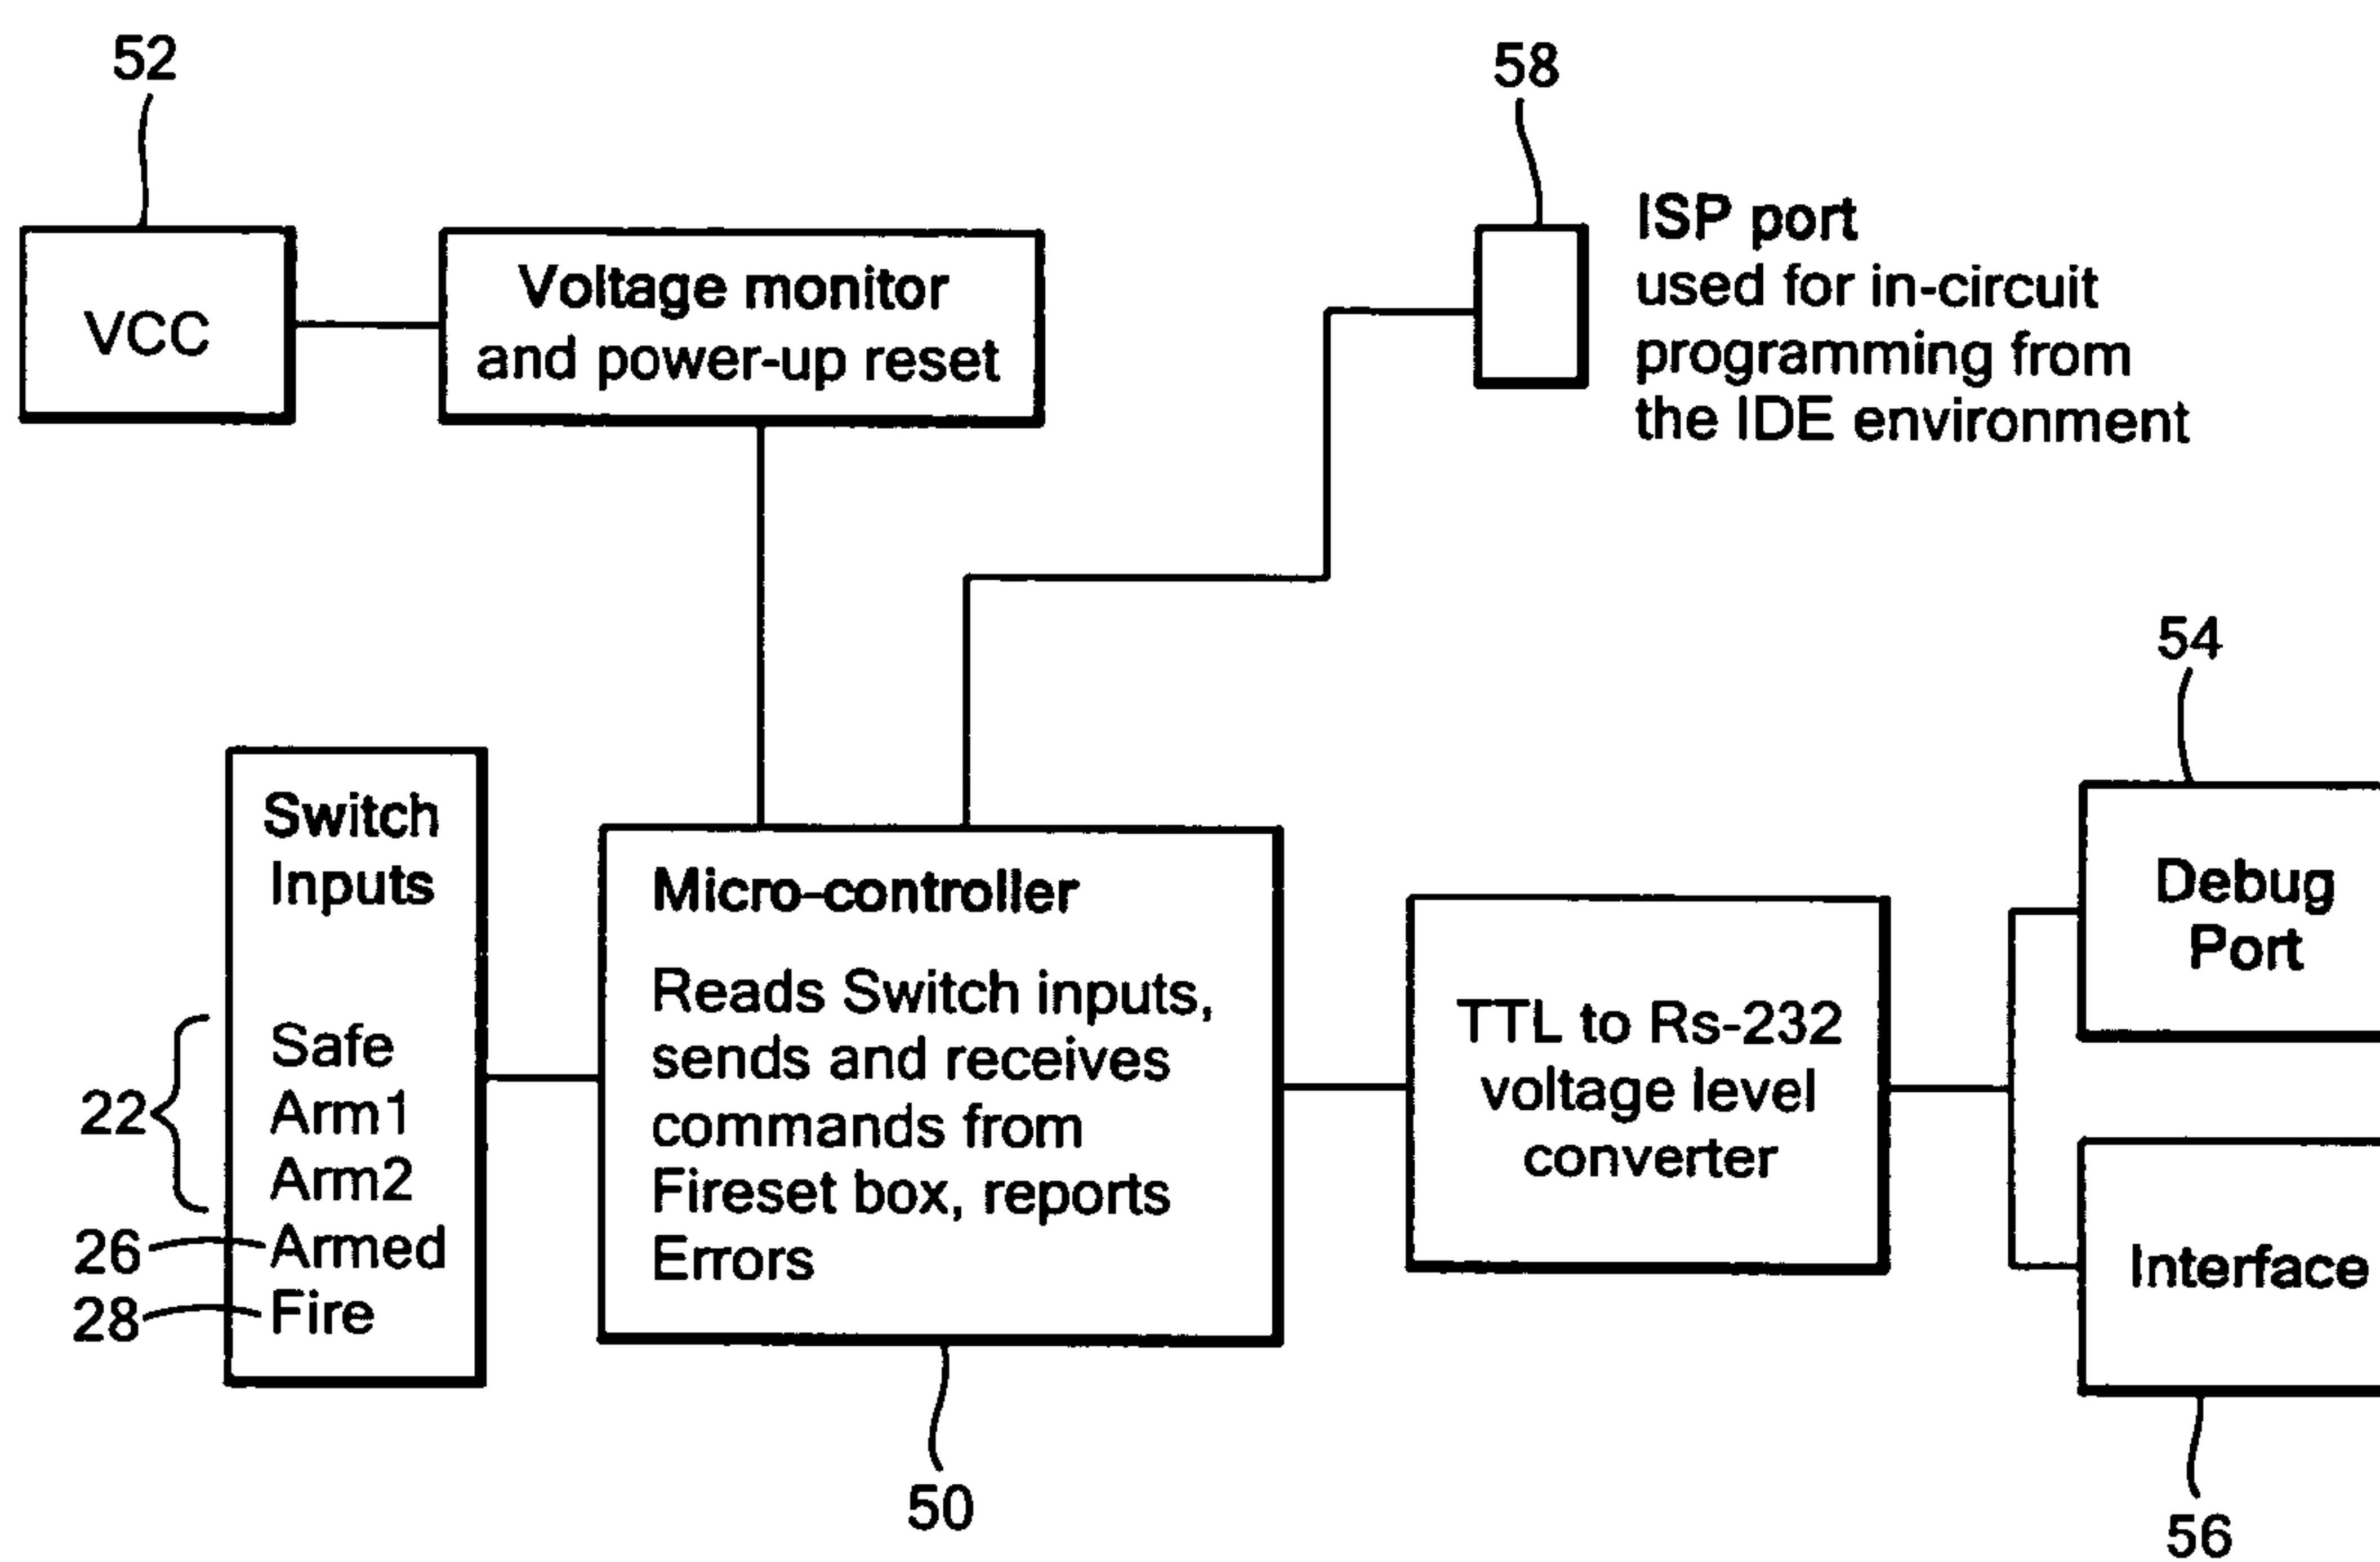 52
58
VCC
Voltage monitor
and power-up reset
ISP port
used for in-circuit
programming from
the IDE environment
54
Switch
Inputs
Safe
Arm1
Arm2
Armed
Fire
22
26
28
Micro-controller
Reads Switch inputs,
sends and receives
commands from
Fireset box, reports
Errors
50
TTL to Rs-232
voltage level
converter
Debug
Port
Interface
56